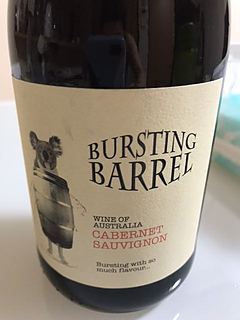 BURSTING
BARREL
WINE OF
AUSTRALIA
CABERNET
SAUVIGNON
Bursting with so
much flavour...